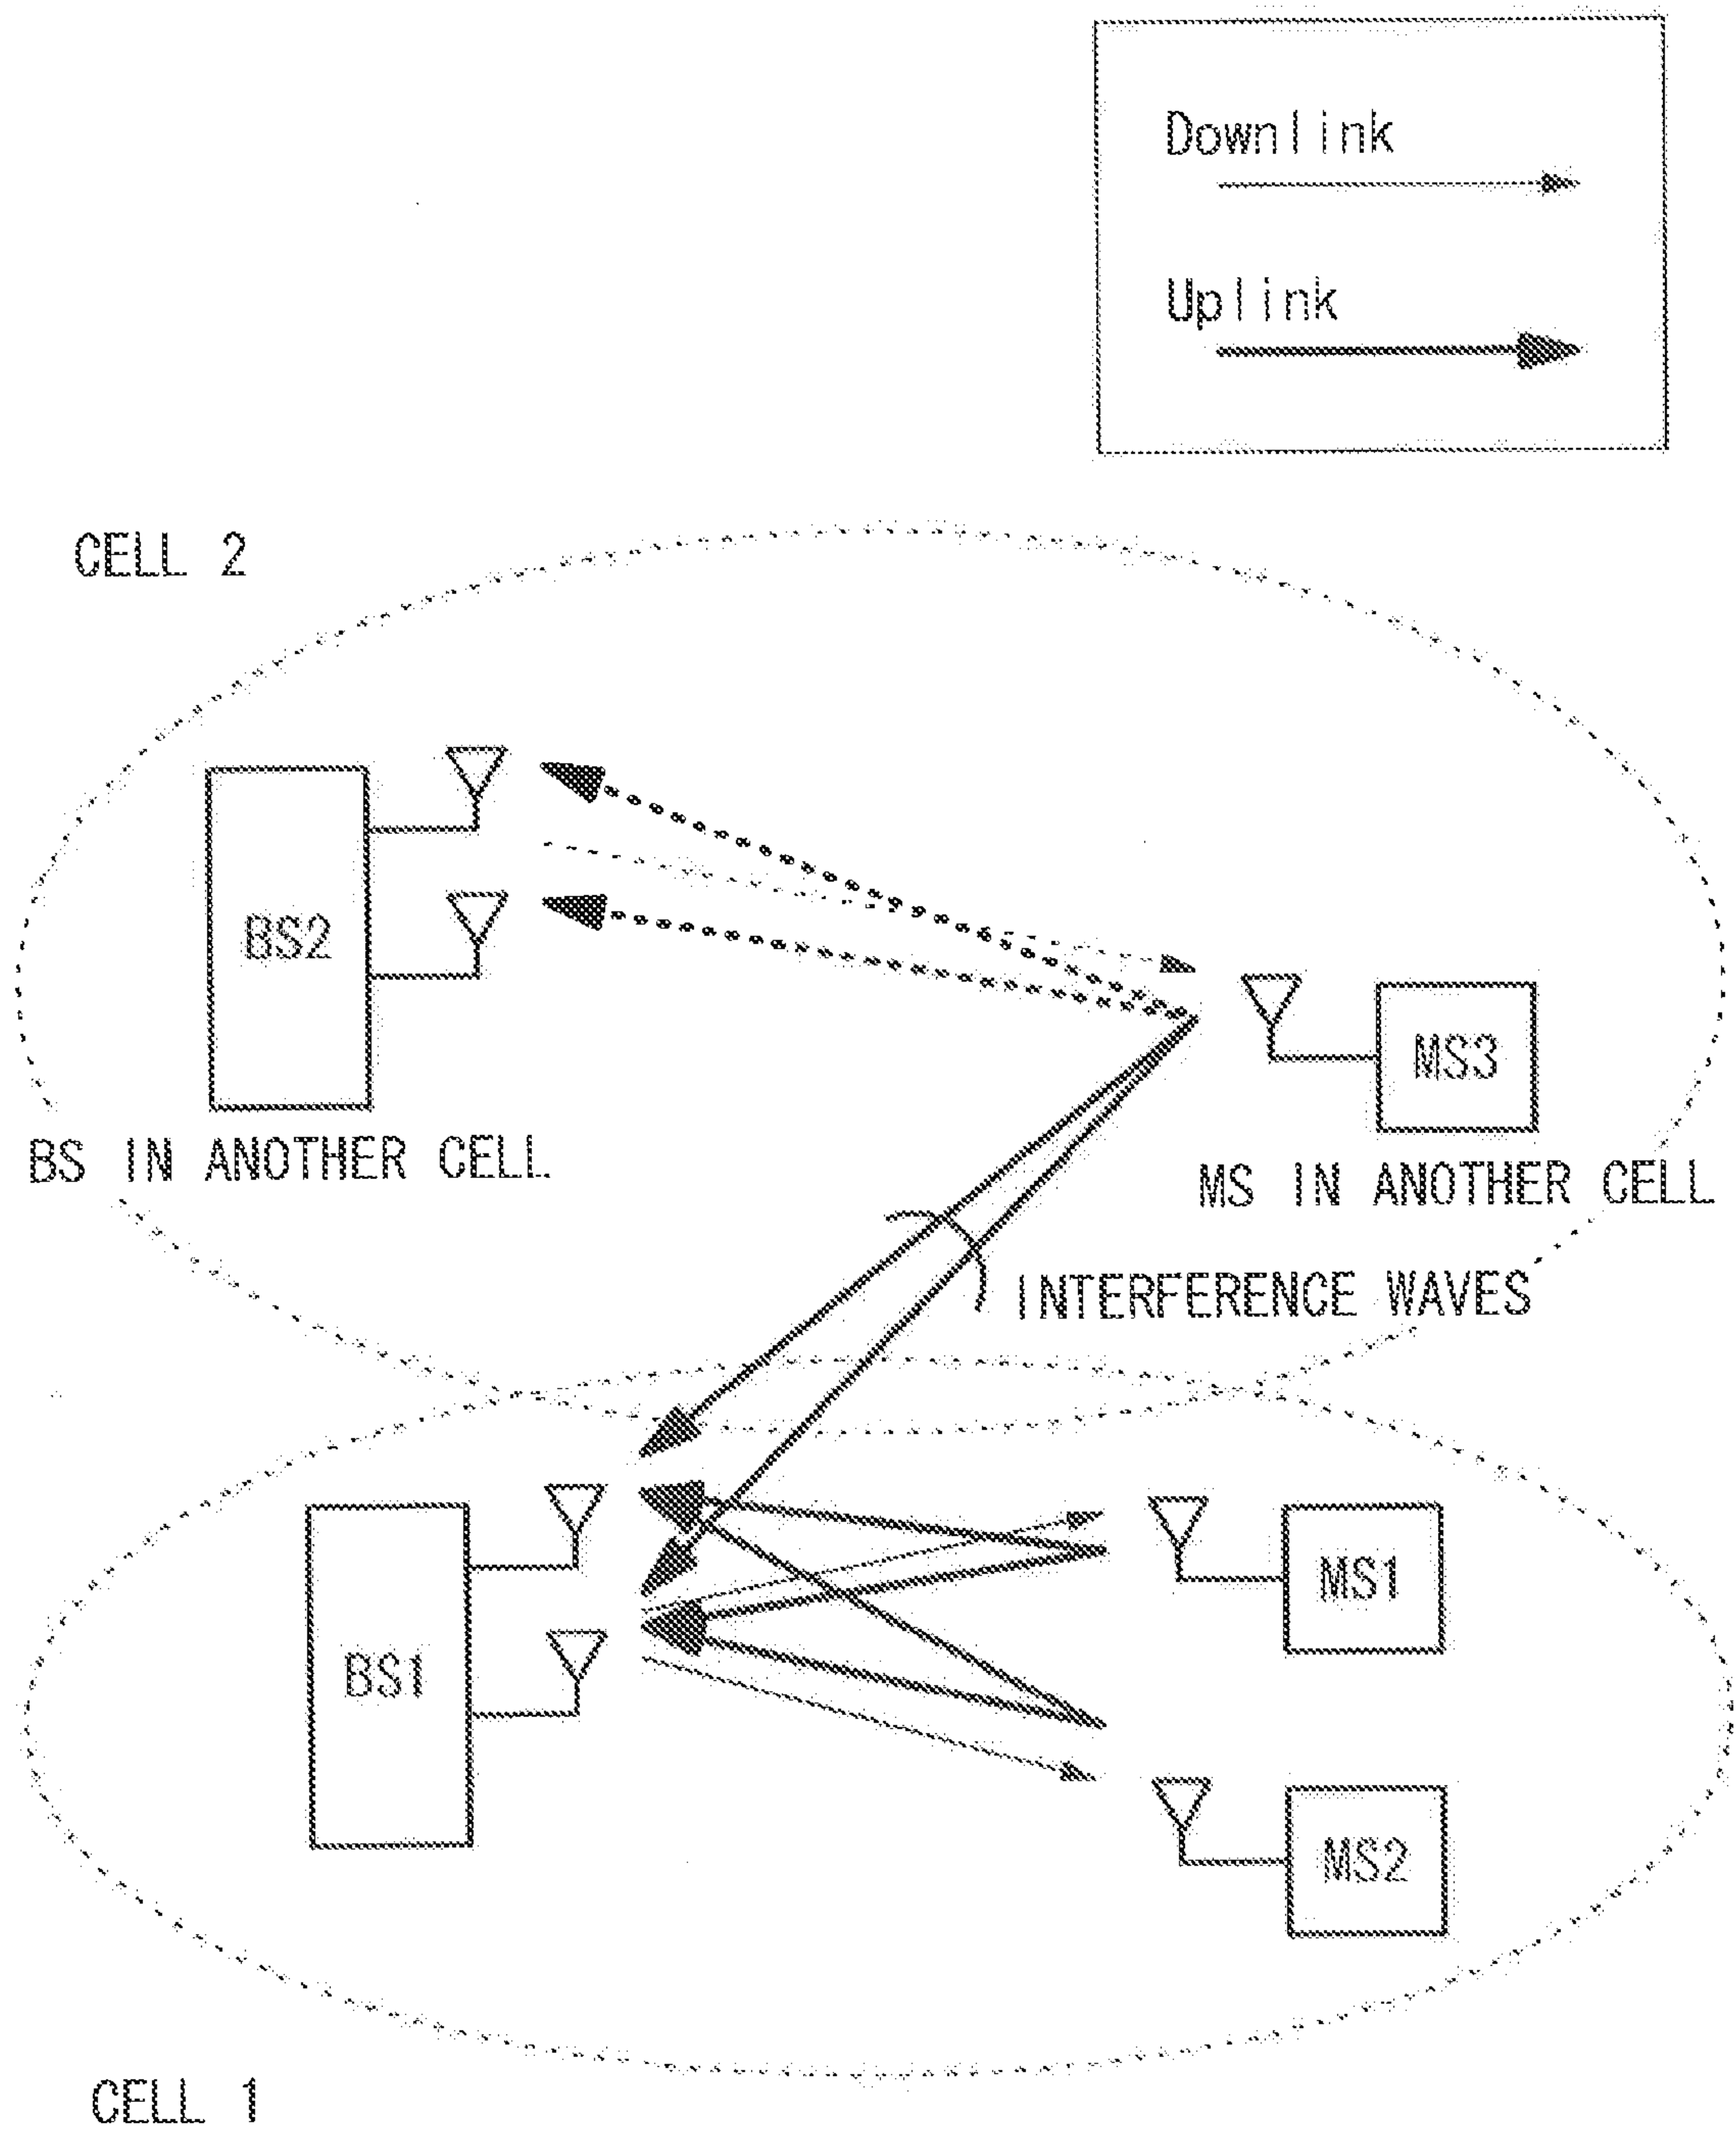 Downlink
Uplink
CELL 2
BS2
MS3
BS IN ANOTHER CELL
MS IN ANOTHER CELL
INTERFERENCE WAVES
MS1
BS1
MS2
CELL 1